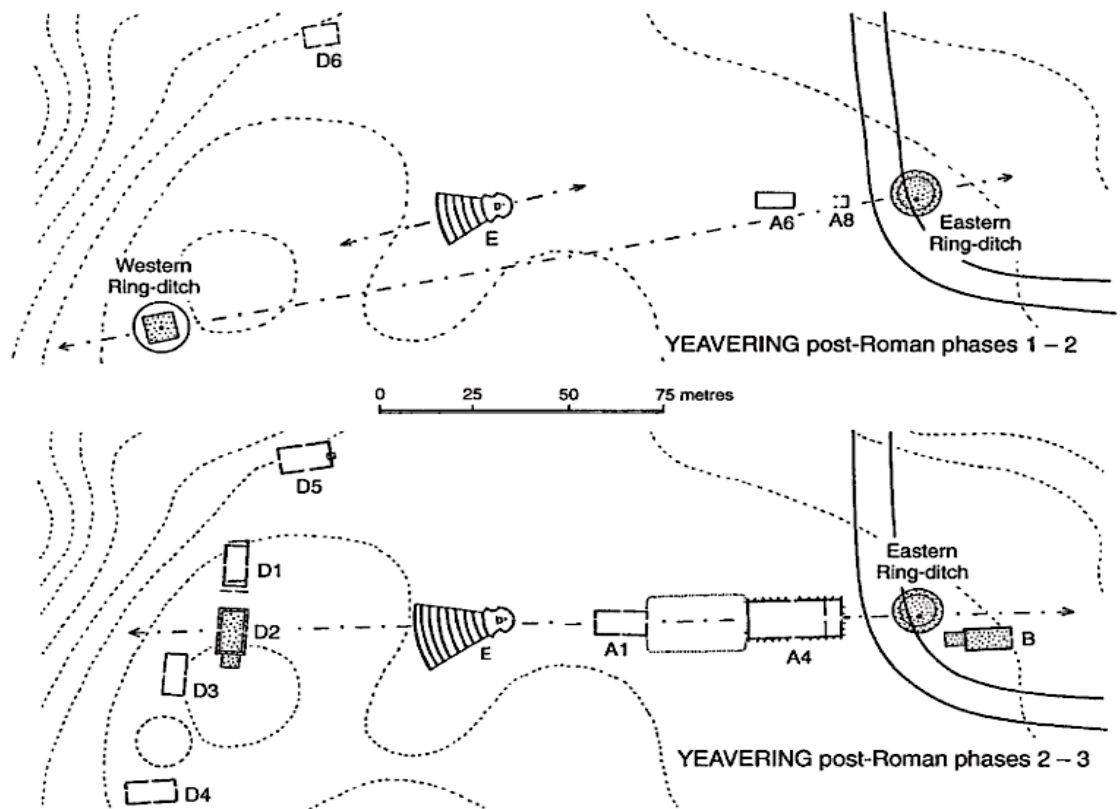 D6
E
A6
A8
Eastern
Ring-ditch
Western
Ring-ditch
YEAVERING post-Roman phases 1 – 2
0 25 50 75 metres
D5
D1
Eastern
Ring-ditch
D2
E
A1
A4
B
D3
D4
YEAVERING post-Roman phases 2 – 3